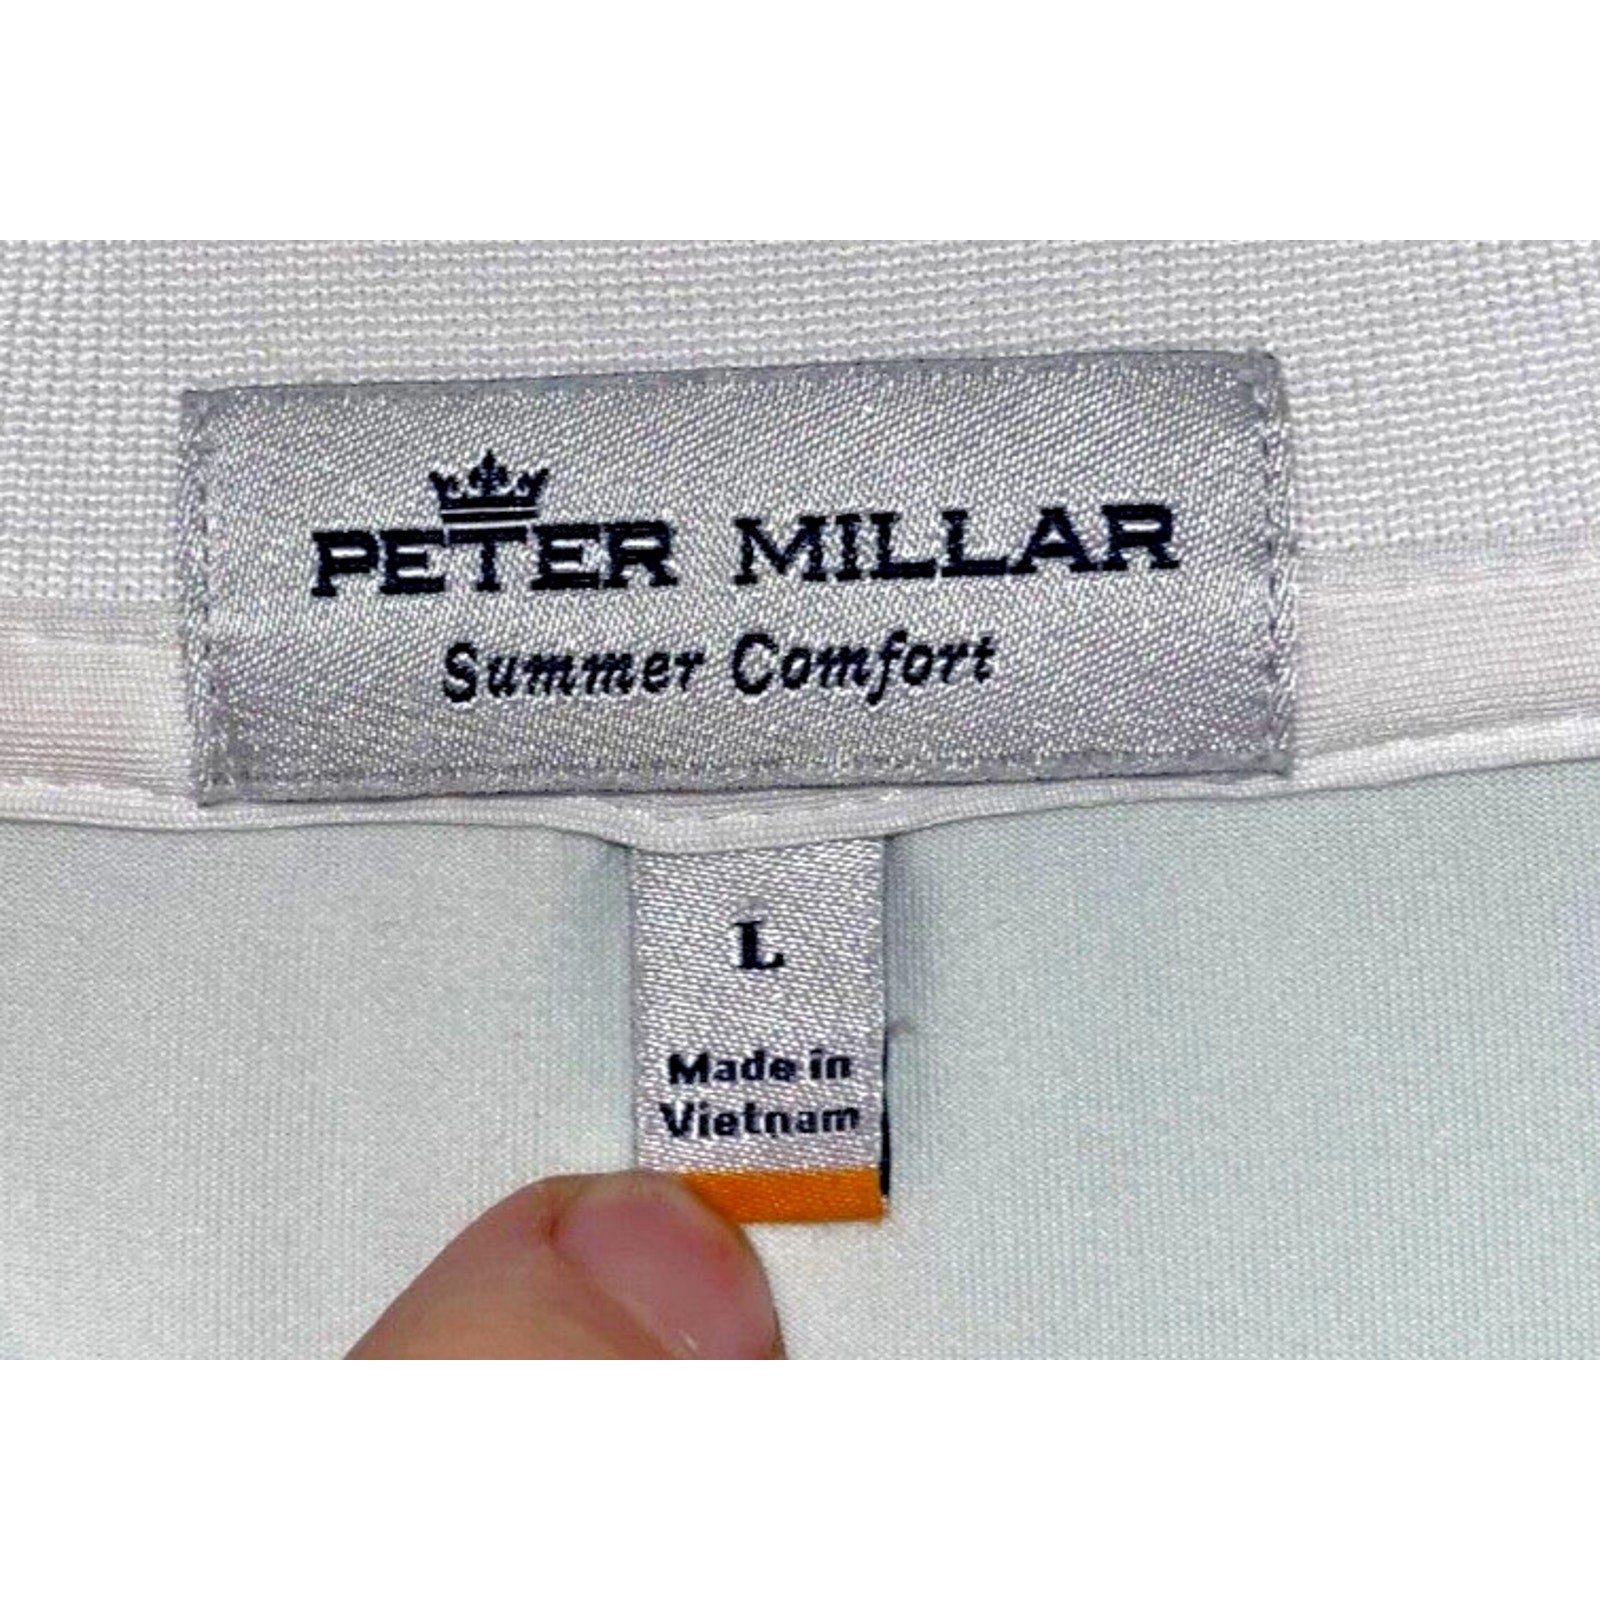 PETER MILLAR
Summer Comfort
L
Made in
Vietnam